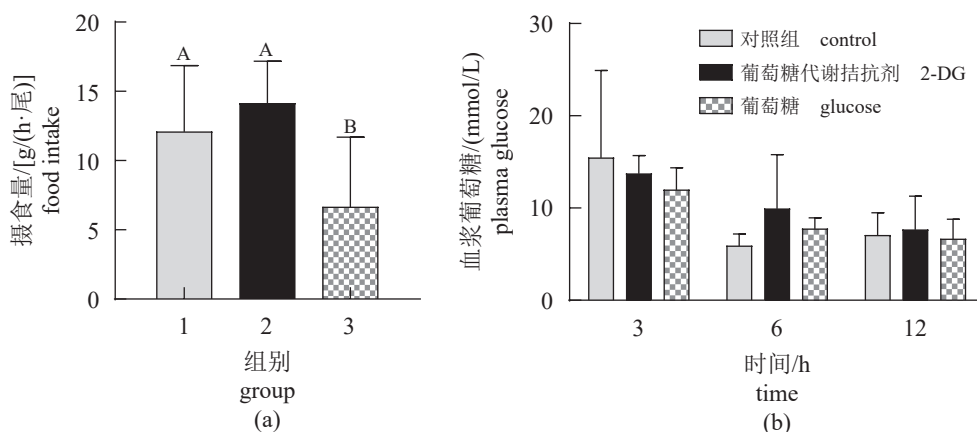 摄食量/[g/(h·尾)]
food intake
20
15
10
5
0
A
A
B
1
2
3
组别
group
(a)
血浆葡萄糖/(mmol/L)
plasma glucose
30
20
10
0
对照组 control
葡萄糖代谢拮抗剂 2-DG
葡萄糖 glucose
3
6
12
时间/h
time
(b)